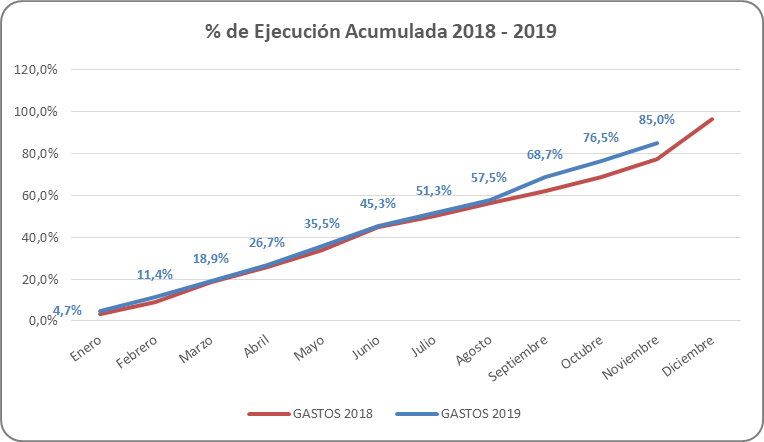 % de Ejecución Acumulada 2018 - 2019
120,0%
100,0%
80,0%
60,0%
40,0%
20,0%
0,0%
4,7%
11,4%
18,9%
26,7%
35,5%
45,3%
51,3%
57,5%
68,7%
76,5%
85,0%
Enero
Febrero
Marzo
Abril
Mayo
Junio
Julio
Agosto
Septiembre
Octubre
Noviembre
Diciembre
GASTOS 2018
GASTOS 2019